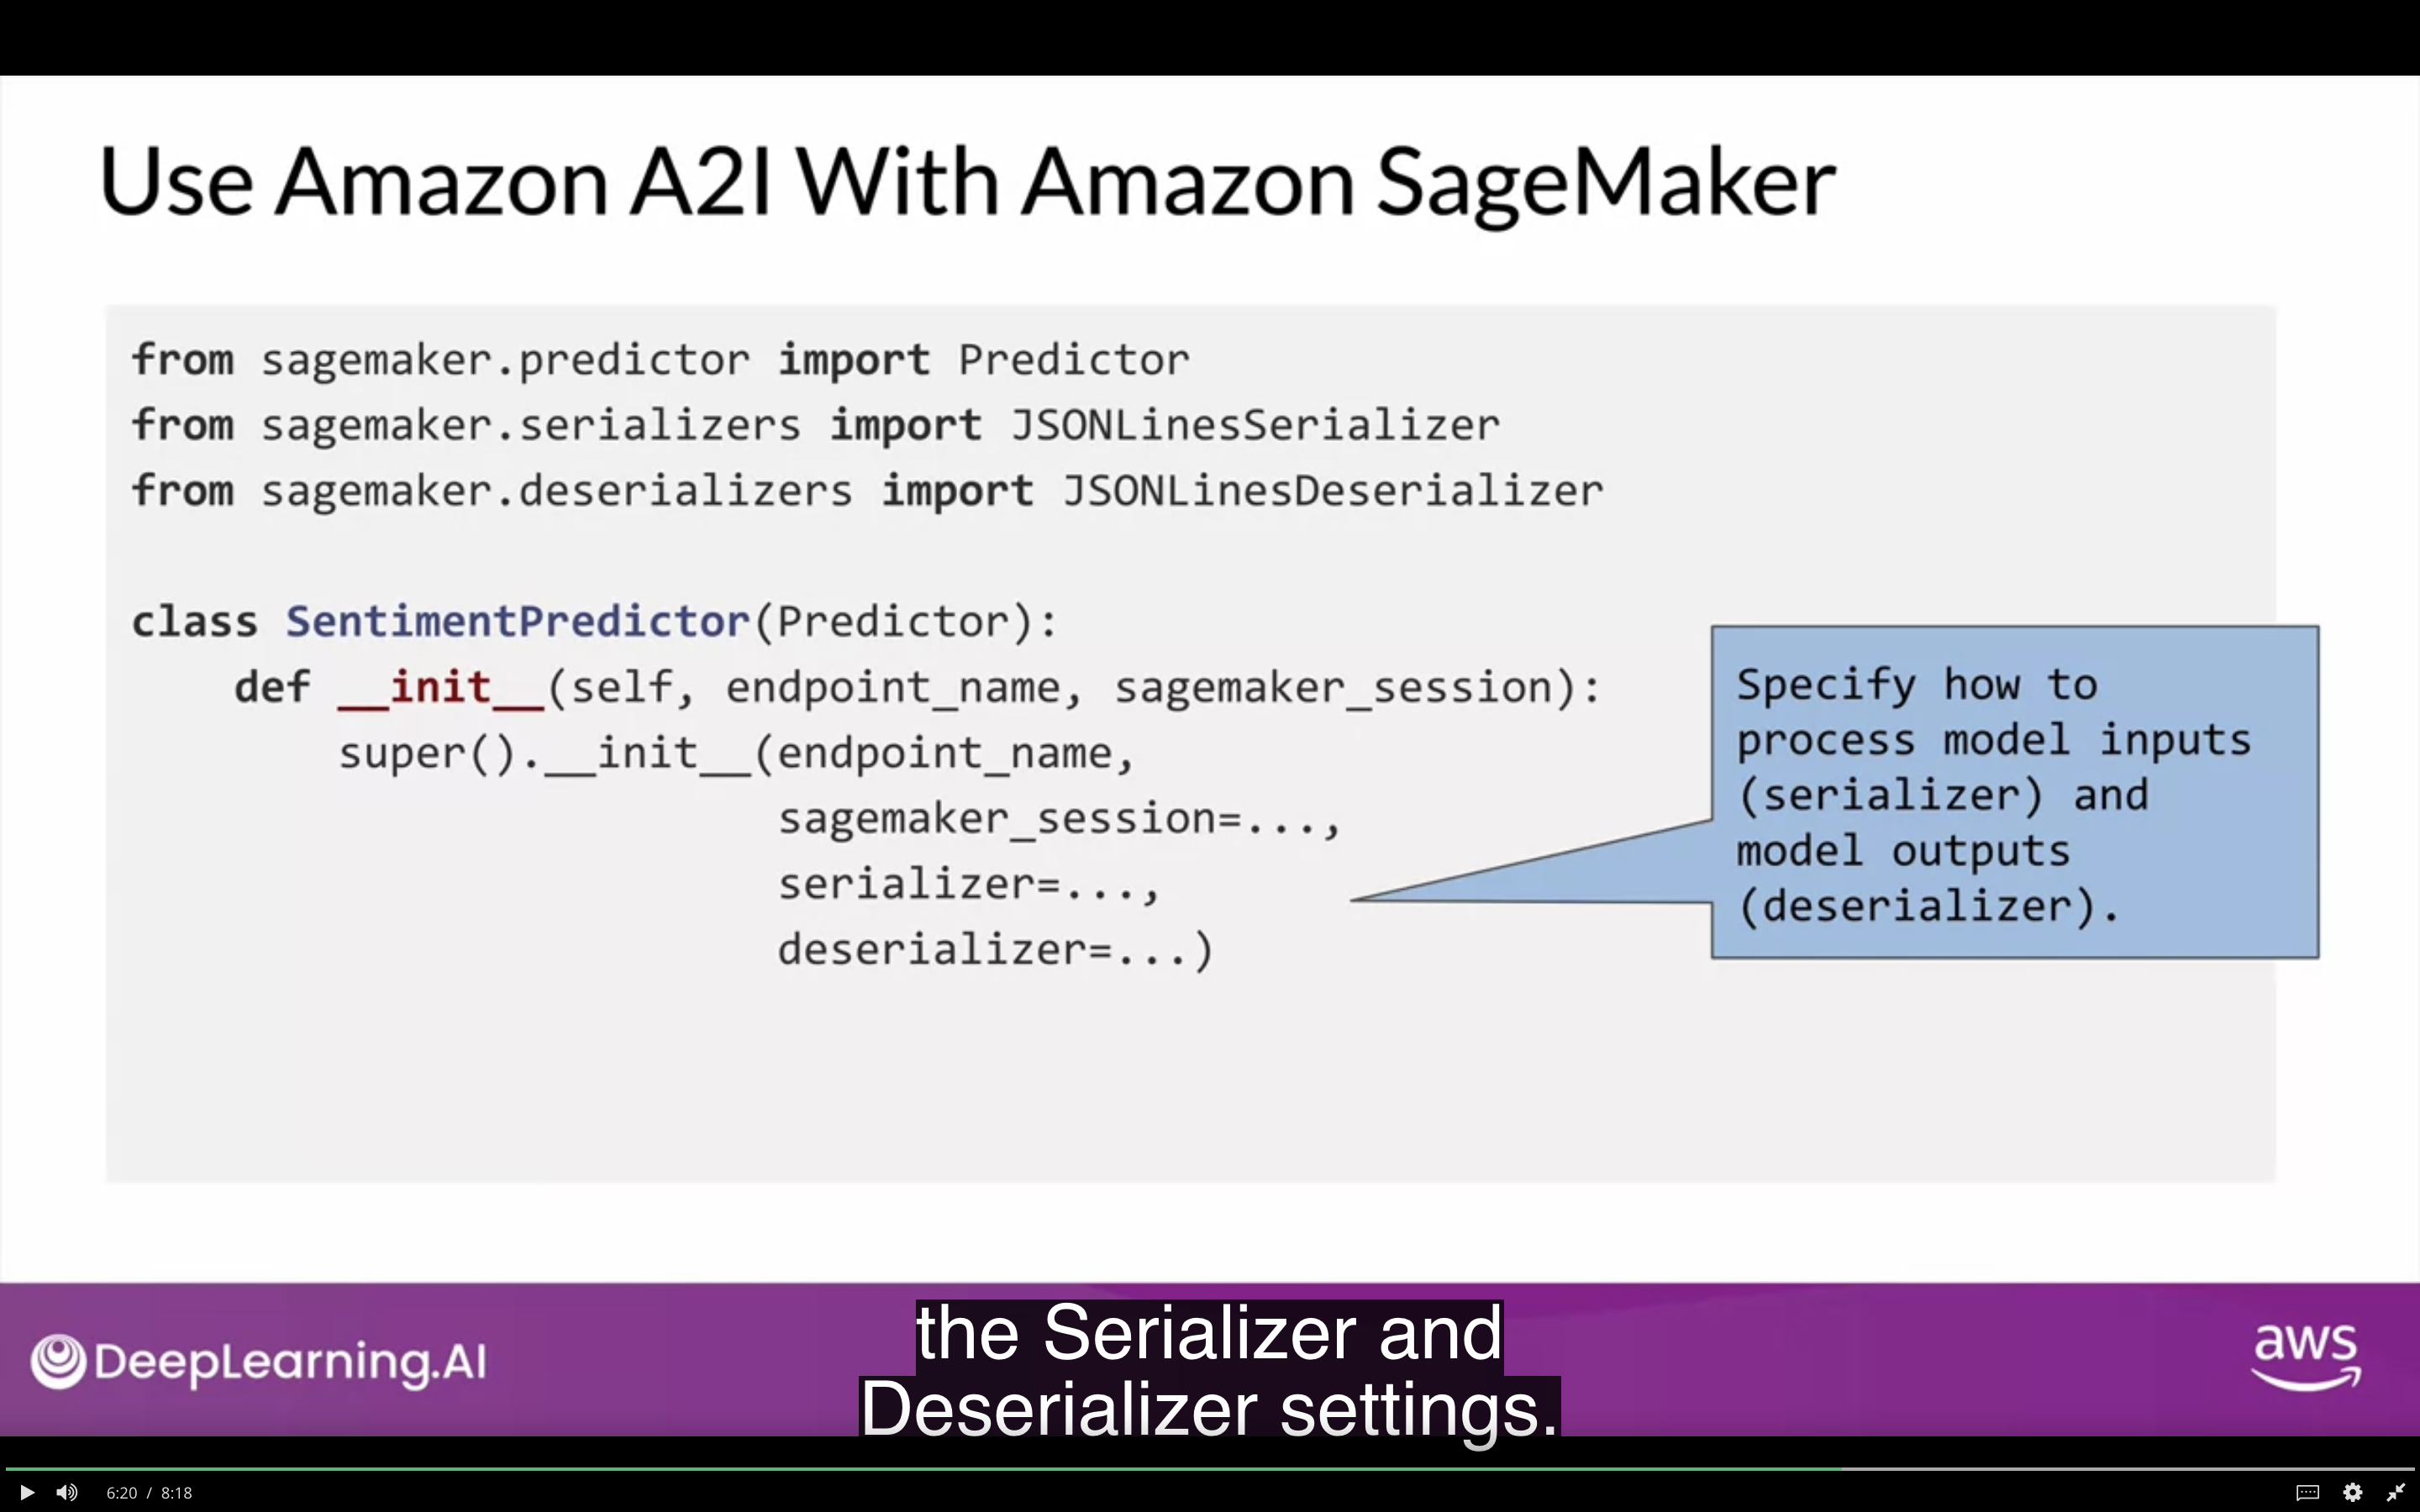 Use Amazon A2I With Amazon SageMaker
from sagemaker.predictor import Predictor
from sagemaker.serializers import JSONLinesSerializer
from sagemaker.deserializers import JSONLinesDeserializer
class SentimentPredictor(Predictor):
def __init__(self, endpoint_name, sagemaker_session):
super().__init__(endpoint_name,
sagemaker_session=...,
serializer=...,
deserializer=...)
Specify how to
process model inputs
(serializer) and
model outputs
(deserializer).
DeepLearning.AI
the Serializer and
Deserializer settings.
aws
6:20 / 8:18